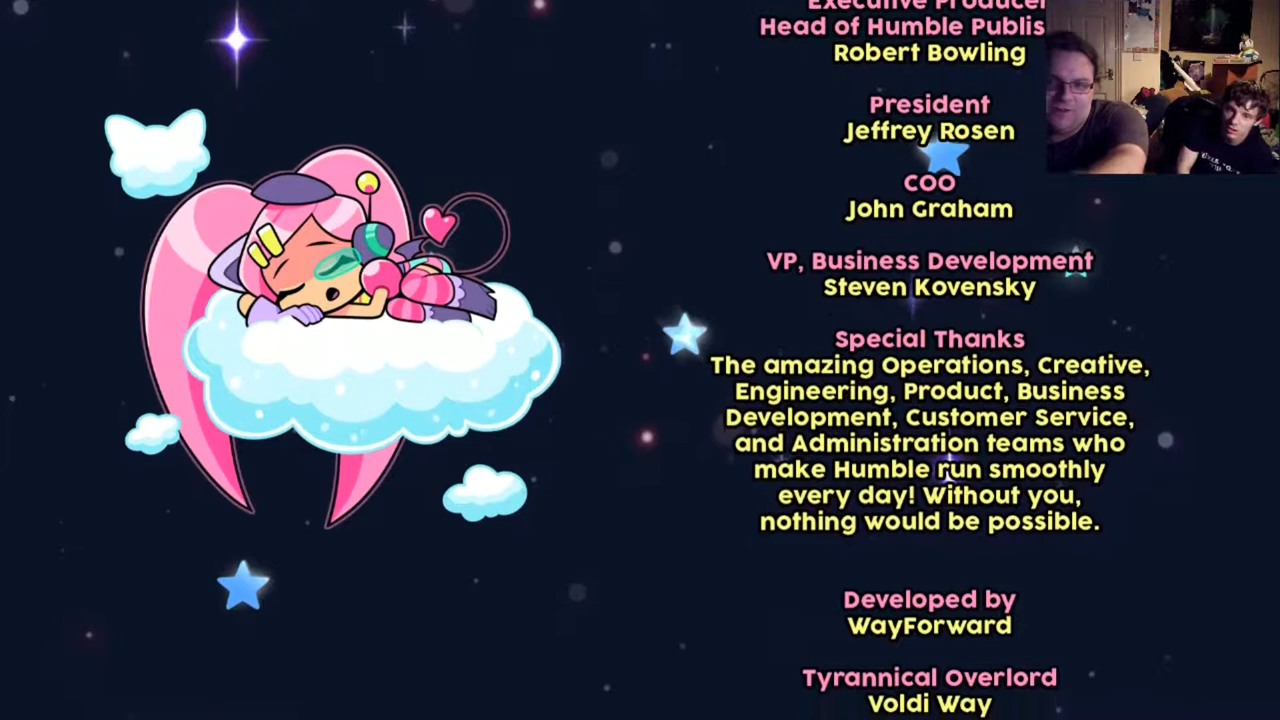 Executive Producer
Head of Humble Publis
Robert Bowling
President
Jeffrey Rosen
COO
John Graham
VP, Business Development
Steven Kovensky
Special Thanks
The amazing Operations, Creative,
Engineering, Product, Business
Development, Customer Service,
and Administration teams who
make Humble run smoothly
every day! Without you,
nothing would be possible.
Developed by
WayForward
Tyrannical Overlord
Voldi Way